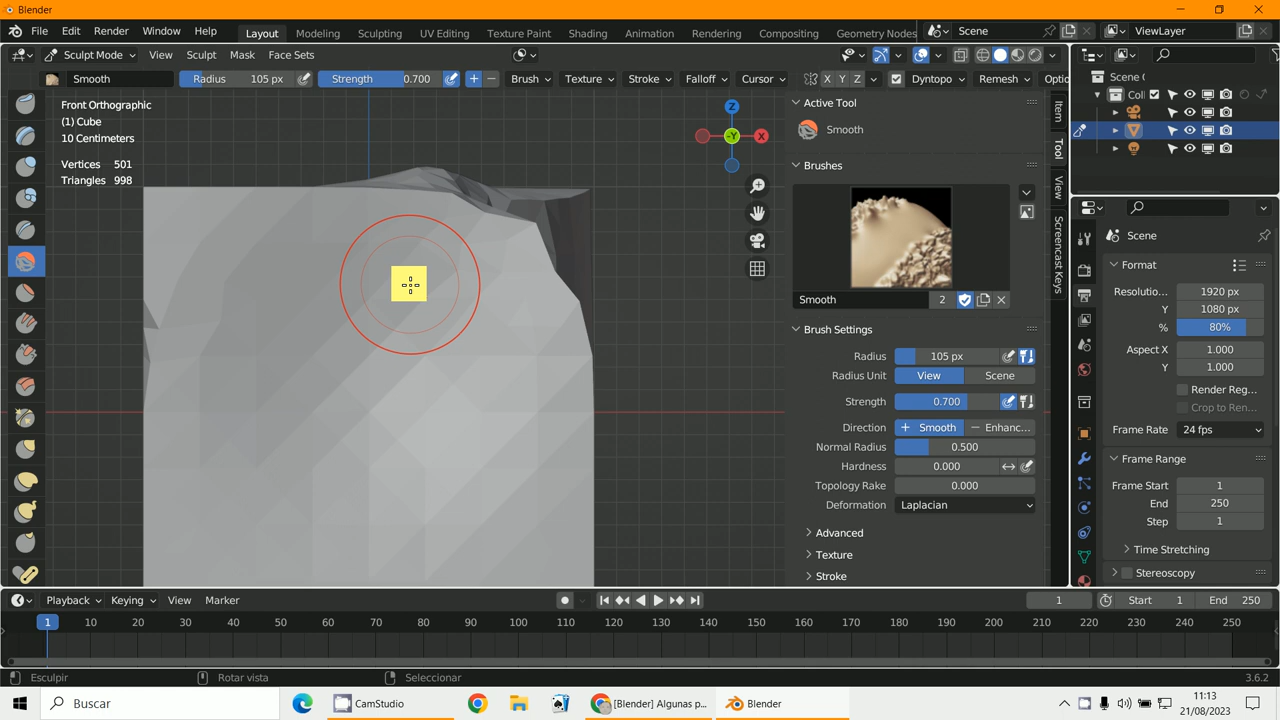 Blender
File Edit Render Window Help
Layout Modeling Sculpting UV Editing Texture Paint Shading Animation Rendering Compositing Geometry Nodes
Scene
ViewLayer
Sculpt Mode View Sculpt Mask Face Sets
Smooth Radius 105 px Strength 0.700 + − Brush Texture Stroke Falloff Cursor X Y Z Dyntopo Remesh Optio
Front Orthographic
(1) Cube
10 Centimeters
Vertices 501
Triangles 998
Z
-Y
X
Active Tool
Smooth
Brushes
Smooth 2
Brush Settings
Radius 105 px
Radius Unit View Scene
Strength 0.700
Direction + Smooth − Enhanc...
Normal Radius 0.500
Hardness 0.000
Topology Rake 0.000
Deformation Laplacian
Advanced
Texture
Stroke
Item
Tool
View
Screencast Keys
Scene C
Coll
Scene
Format
Resolutio... 1920 px
Y 1080 px
% 80%
Aspect X 1.000
Y 1.000
Render Reg...
Crop to Ren...
Frame Rate 24 fps
Frame Range
Frame Start 1
End 250
Step 1
Time Stretching
Stereoscopy
Playback Keying View Marker
1 Start 1 End 250
1 10 20 30 40 50 60 70 80 90 100 110 120 130 140 150 160 170 180 190 200 210 220 230 240 250
Esculpir Rotar vista Seleccionar 3.6.2
Buscar
CamStudio
[Blender] Algunas p...
Blender
11:13
21/08/2023